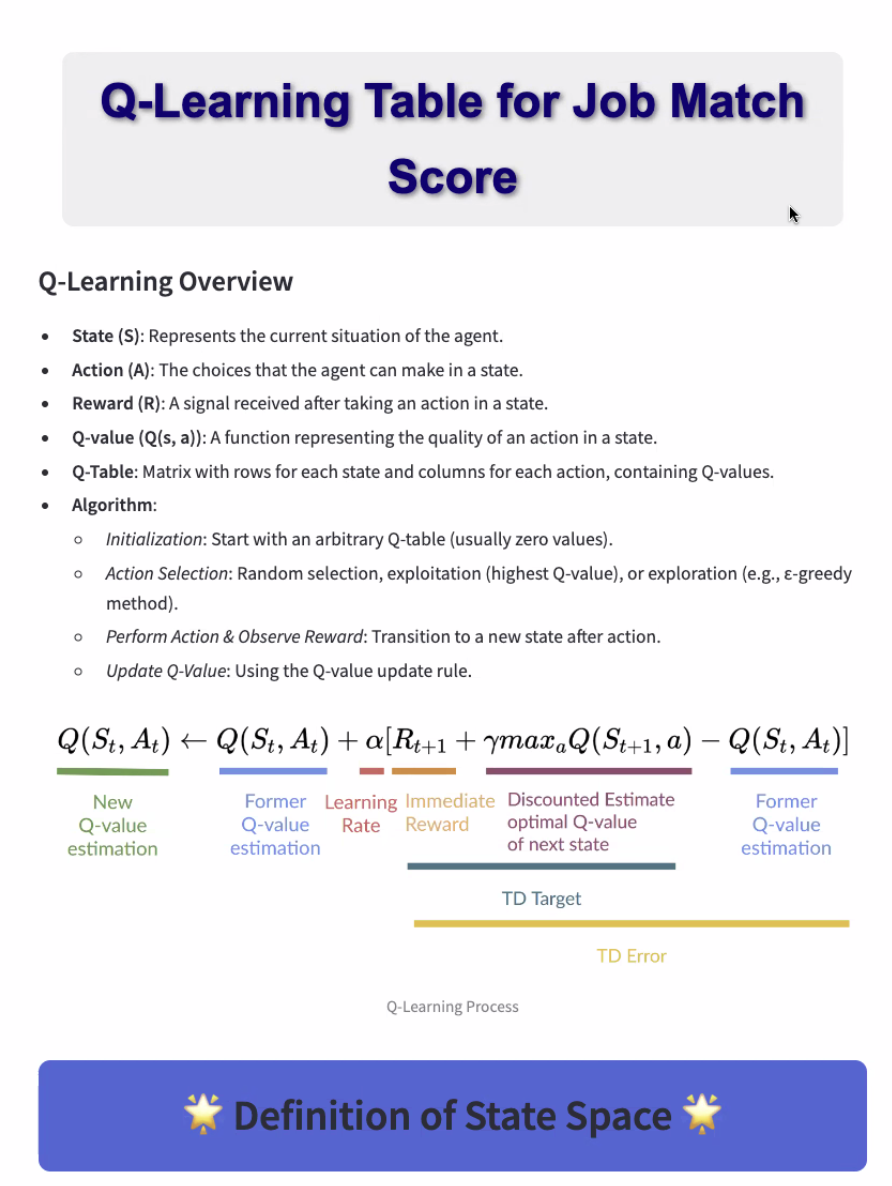 Q-Learning Table for Job Match
Score
Q-Learning Overview
• State (S): Represents the current situation of the agent.
• Action (A): The choices that the agent can make in a state.
• Reward (R): A signal received after taking an action in a state.
• Q-value (Q(s, a)): A function representing the quality of an action in a state.
• Q-Table: Matrix with rows for each state and columns for each action, containing Q-values.
• Algorithm:
◦ Initialization: Start with an arbitrary Q-table (usually zero values).
◦ Action Selection: Random selection, exploitation (highest Q-value), or exploration (e.g., ε-greedy
method).
◦ Perform Action & Observe Reward: Transition to a new state after action.
◦ Update Q-Value: Using the Q-value update rule.
Q(S_t, A_t) ← Q(S_t, A_t) + α[R_{t+1} + γmax_aQ(S_{t+1}, a) − Q(S_t, A_t)]
New
Q-value
estimation
Former
Q-value
estimation
Learning
Rate
Immediate
Reward
Discounted Estimate
optimal Q-value
of next state
Former
Q-value
estimation
TD Target
TD Error
Q-Learning Process
🌟 Definition of State Space 🌟